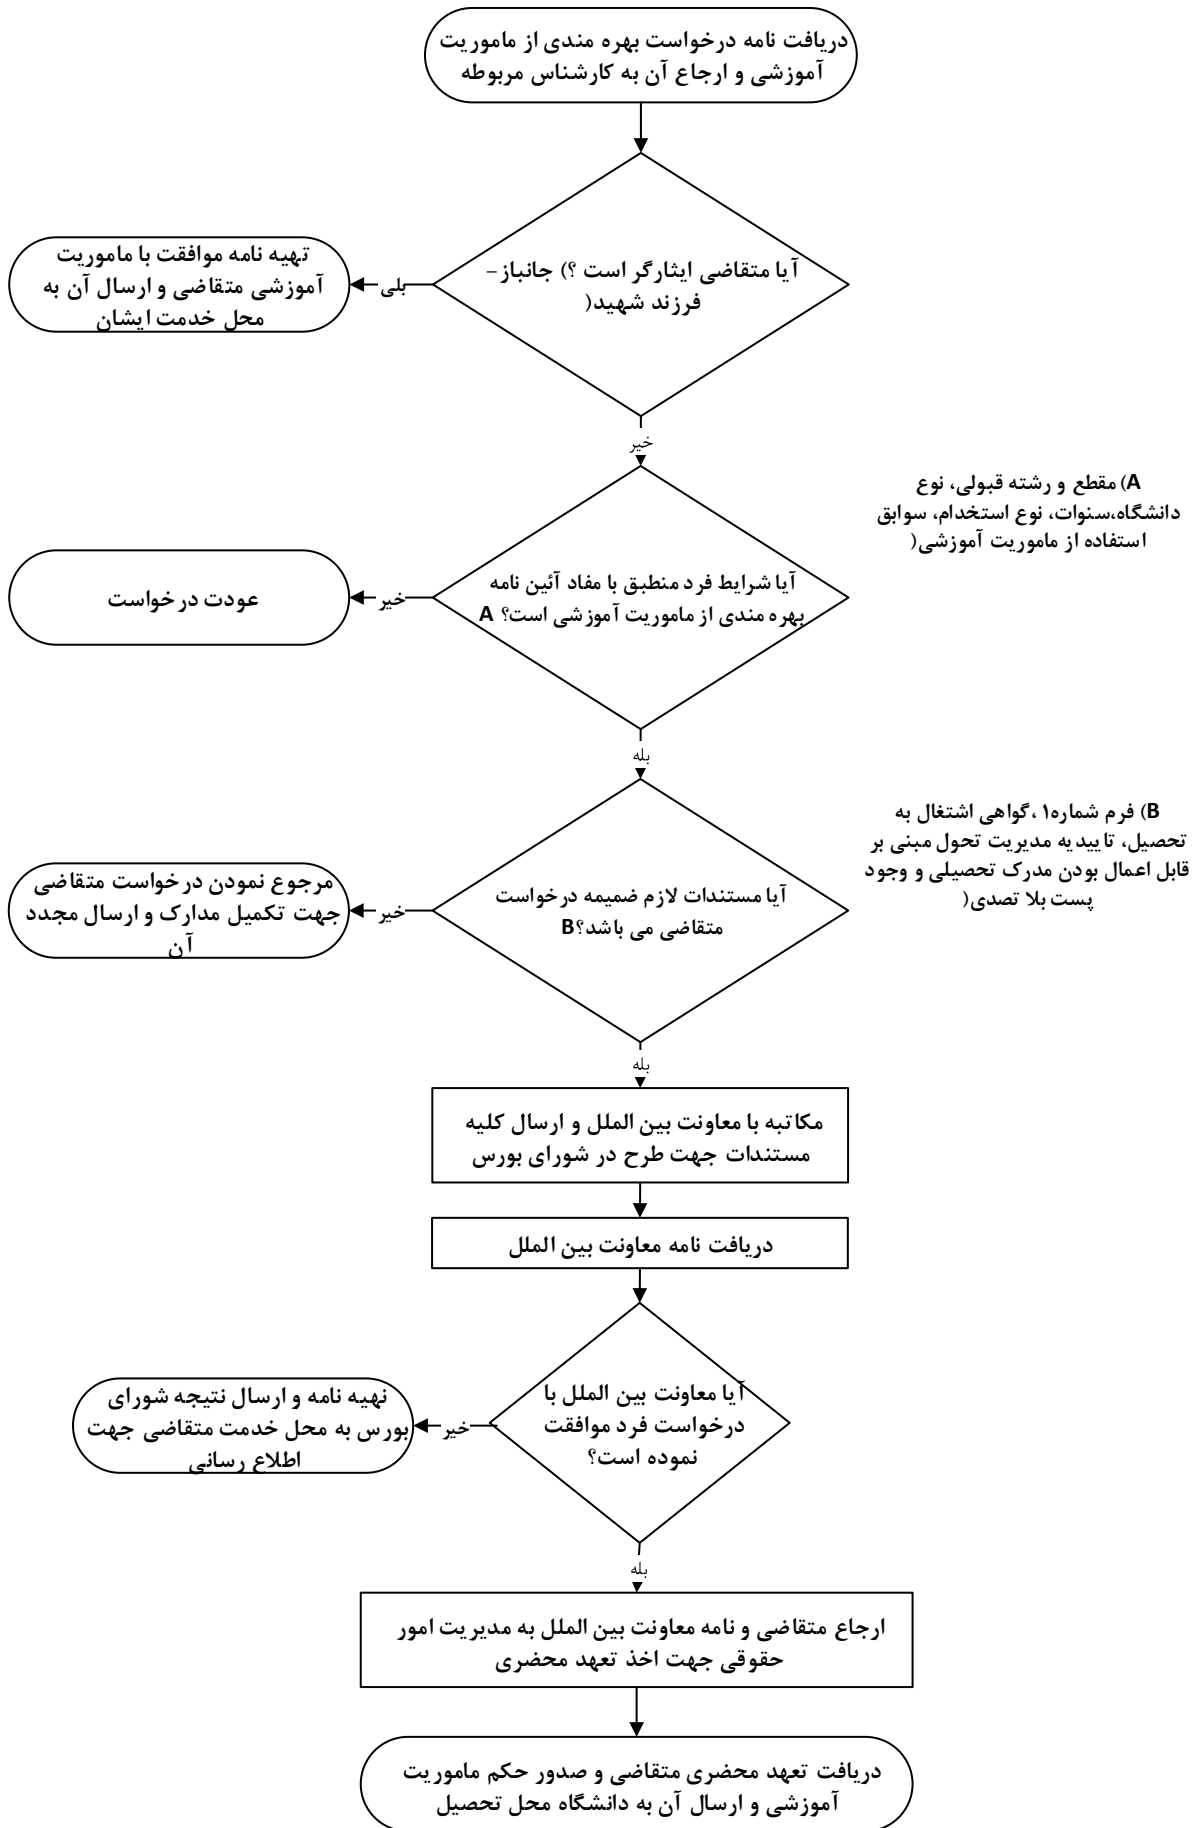 دریافت نامه درخواست بهره مندی از ماموریت
آموزشی و ارجاع آن به کارشناس مربوطه
آیا متقاضی ایثارگر است ؟) جانباز –
فرزند شهید(
بلی
تهیه نامه موافقت با ماموریت
آموزشی متقاضی و ارسال آن به
محل خدمت ایشان
خیر
A) مقطع و رشته قبولی، نوع
دانشگاه،سنوات، نوع استخدام، سوابق
استفاده از ماموریت آموزشی(
آیا شرایط فرد منطبق با مفاد آئین نامه
بهره مندی از ماموریت آموزشی است؟ A
خیر
عودت درخواست
بله
B) فرم شماره۱ ،گواهی اشتغال به
تحصیل، تاییدیه مدیریت تحول مبنی بر
قابل اعمال بودن مدرک تحصیلی و وجود
پست بلا تصدی(
آیا مستندات لازم ضمیمه درخواست
متقاضی می باشد؟B
خیر
مرجوع نمودن درخواست متقاضی
جهت تکمیل مدارک و ارسال مجدد
آن
بله
مکاتبه با معاونت بین الملل و ارسال کلیه
مستندات جهت طرح در شورای بورس
دریافت نامه معاونت بین الملل
آیا معاونت بین الملل با
درخواست فرد موافقت
نموده است؟
خیر
نهیه نامه و ارسال نتیجه شورای
بورس به محل خدمت متقاضی جهت
اطلاع رسانی
بله
ارجاع متقاضی و نامه معاونت بین الملل به مدیریت امور
حقوقی جهت اخذ تعهد محضری
دریافت تعهد محضری متقاضی و صدور حکم ماموریت
آموزشی و ارسال آن به دانشگاه محل تحصیل